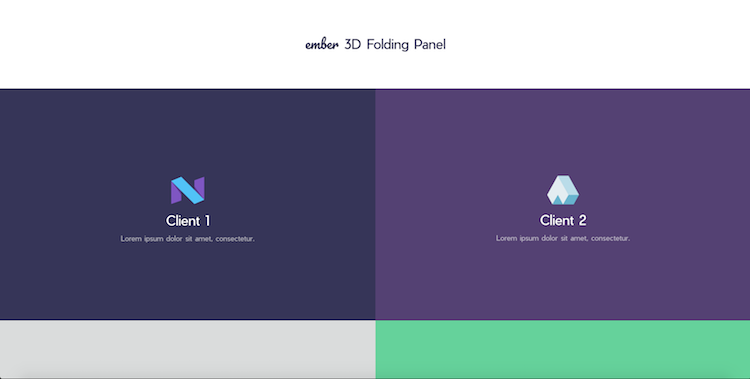 ember 3D Folding Panel
Client 1
Lorem ipsum dolor sit amet, consectetur.
Client 2
Lorem ipsum dolor sit amet, consectetur.